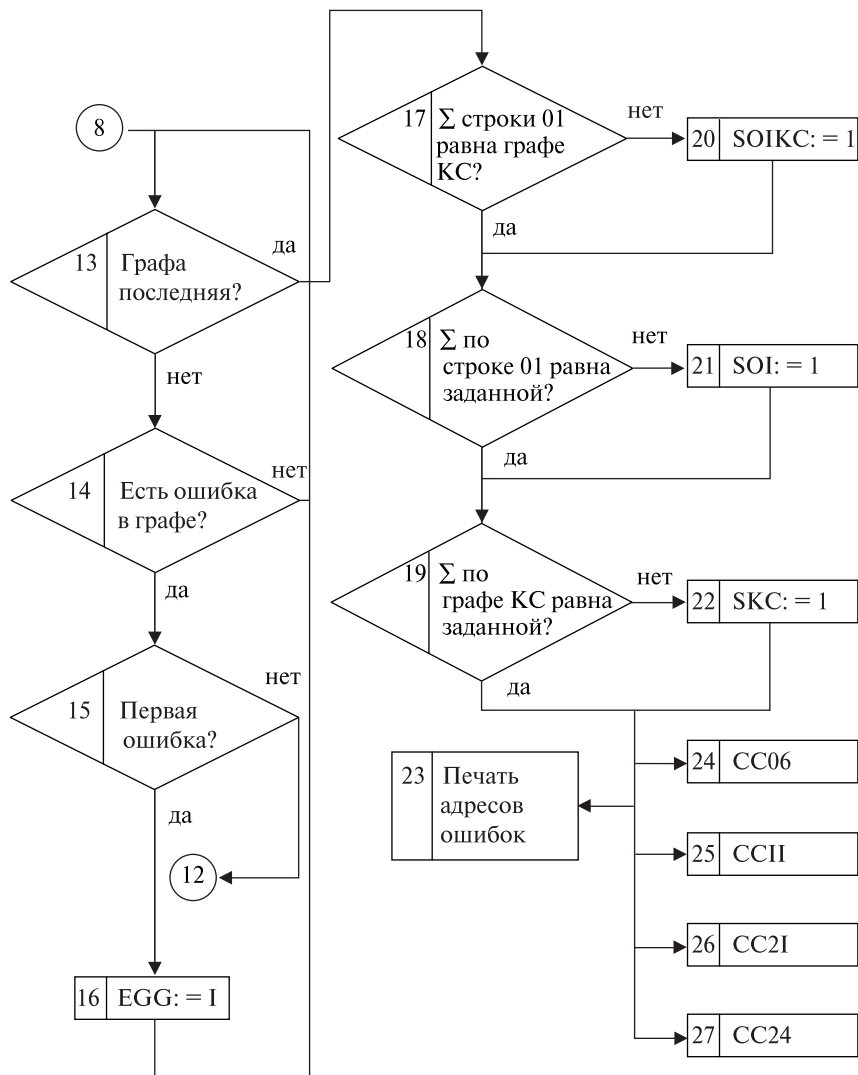 8
13 Графа
последняя?
да
нет
14 Есть ошибка
в графе?
нет
да
15 Первая
ошибка?
нет
да
12
16 EGG: = I
17 ∑ строки 01
равна графе
КС?
нет
да
20 SOIKC: = 1
18 ∑ по
строке 01 равна
заданной?
нет
да
21 SOI: = 1
19 ∑ по
графе КС равна
заданной?
нет
да
22 SKC: = 1
23 Печать
адресов
ошибок
24 CC06
25 CCII
26 CC2I
27 CC24